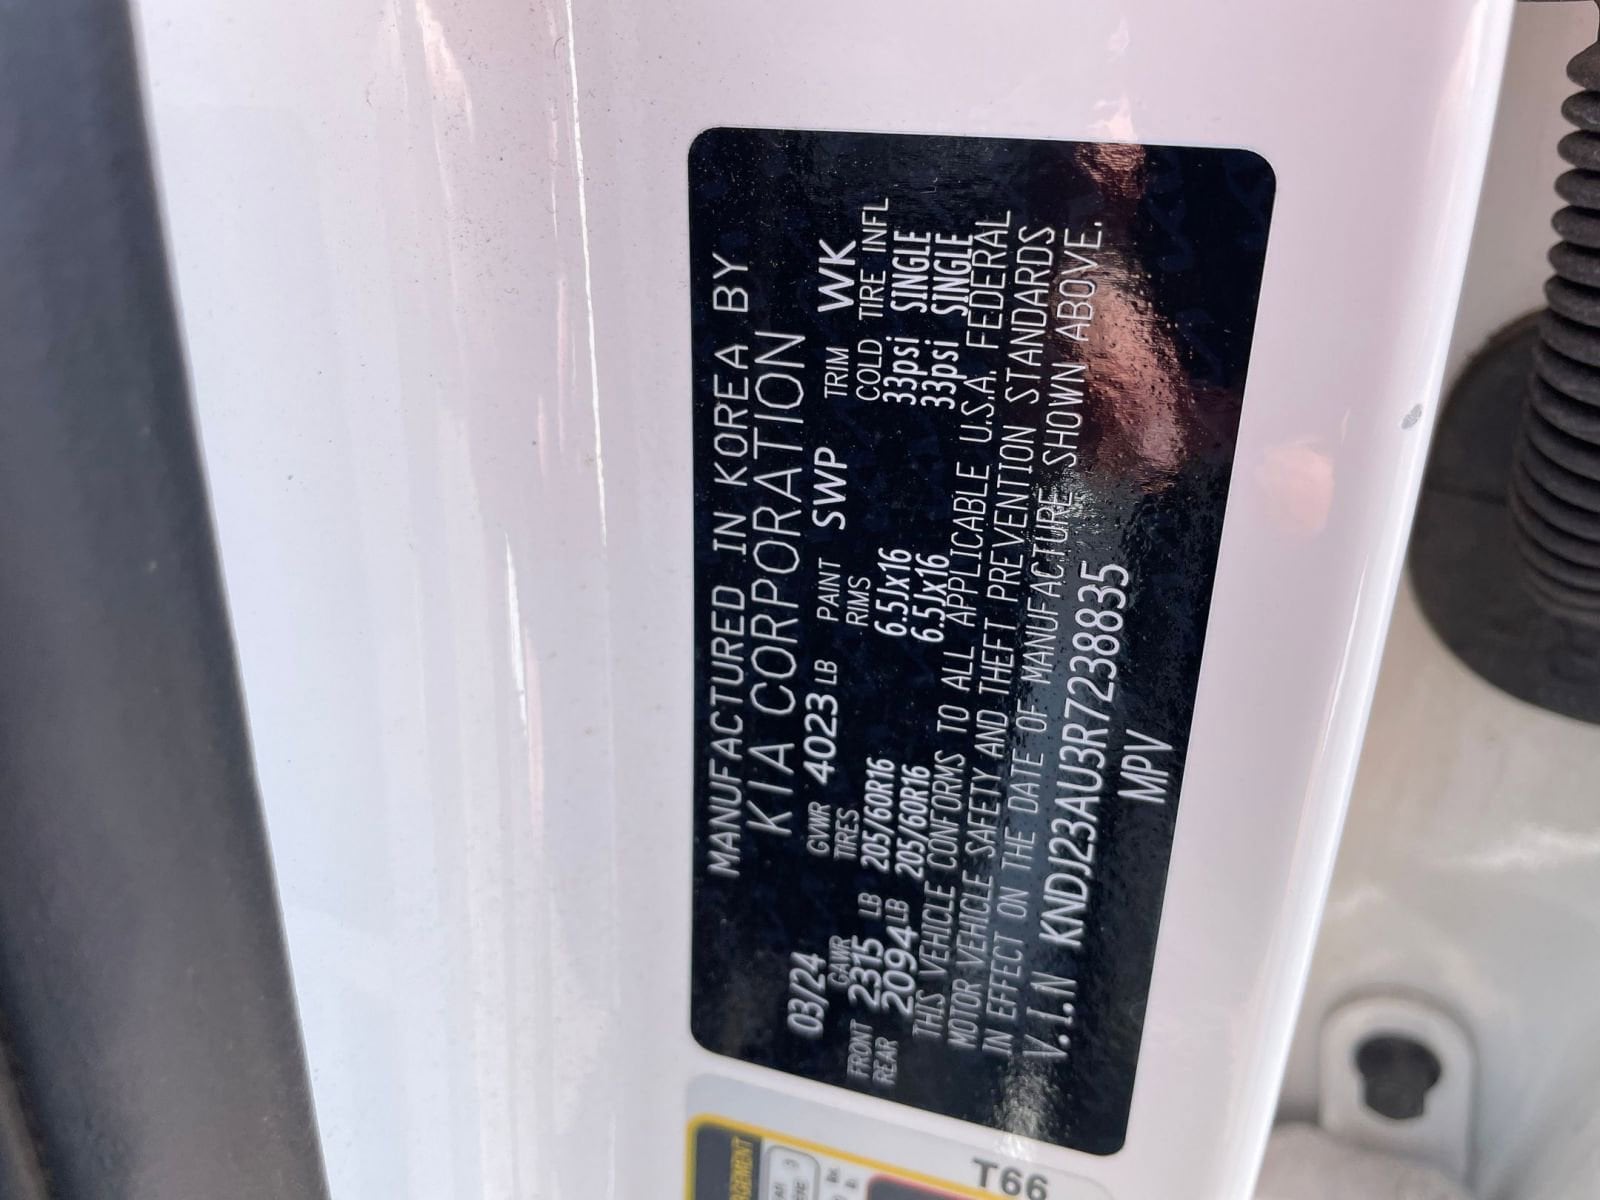 MANUFACTURED IN KOREA BY
KIA CORPORATION
03/24 GVWR 4023 LB PAINT SWP TRIM WK
GAWR TIRES RIMS COLD TIRE INFL
FRONT 2315 LB 205/60R16 6.5Jx16 33psi SINGLE
REAR 2094 LB 205/60R16 6.5Jx16 33psi SINGLE
THIS VEHICLE CONFORMS TO ALL APPLICABLE U.S.A. FEDERAL
MOTOR VEHICLE SAFETY AND THEFT PREVENTION STANDARDS
IN EFFECT ON THE DATE OF MANUFACTURE SHOWN ABOVE.
V.I.N KNDJ23AU3R7238835
MPV
T66